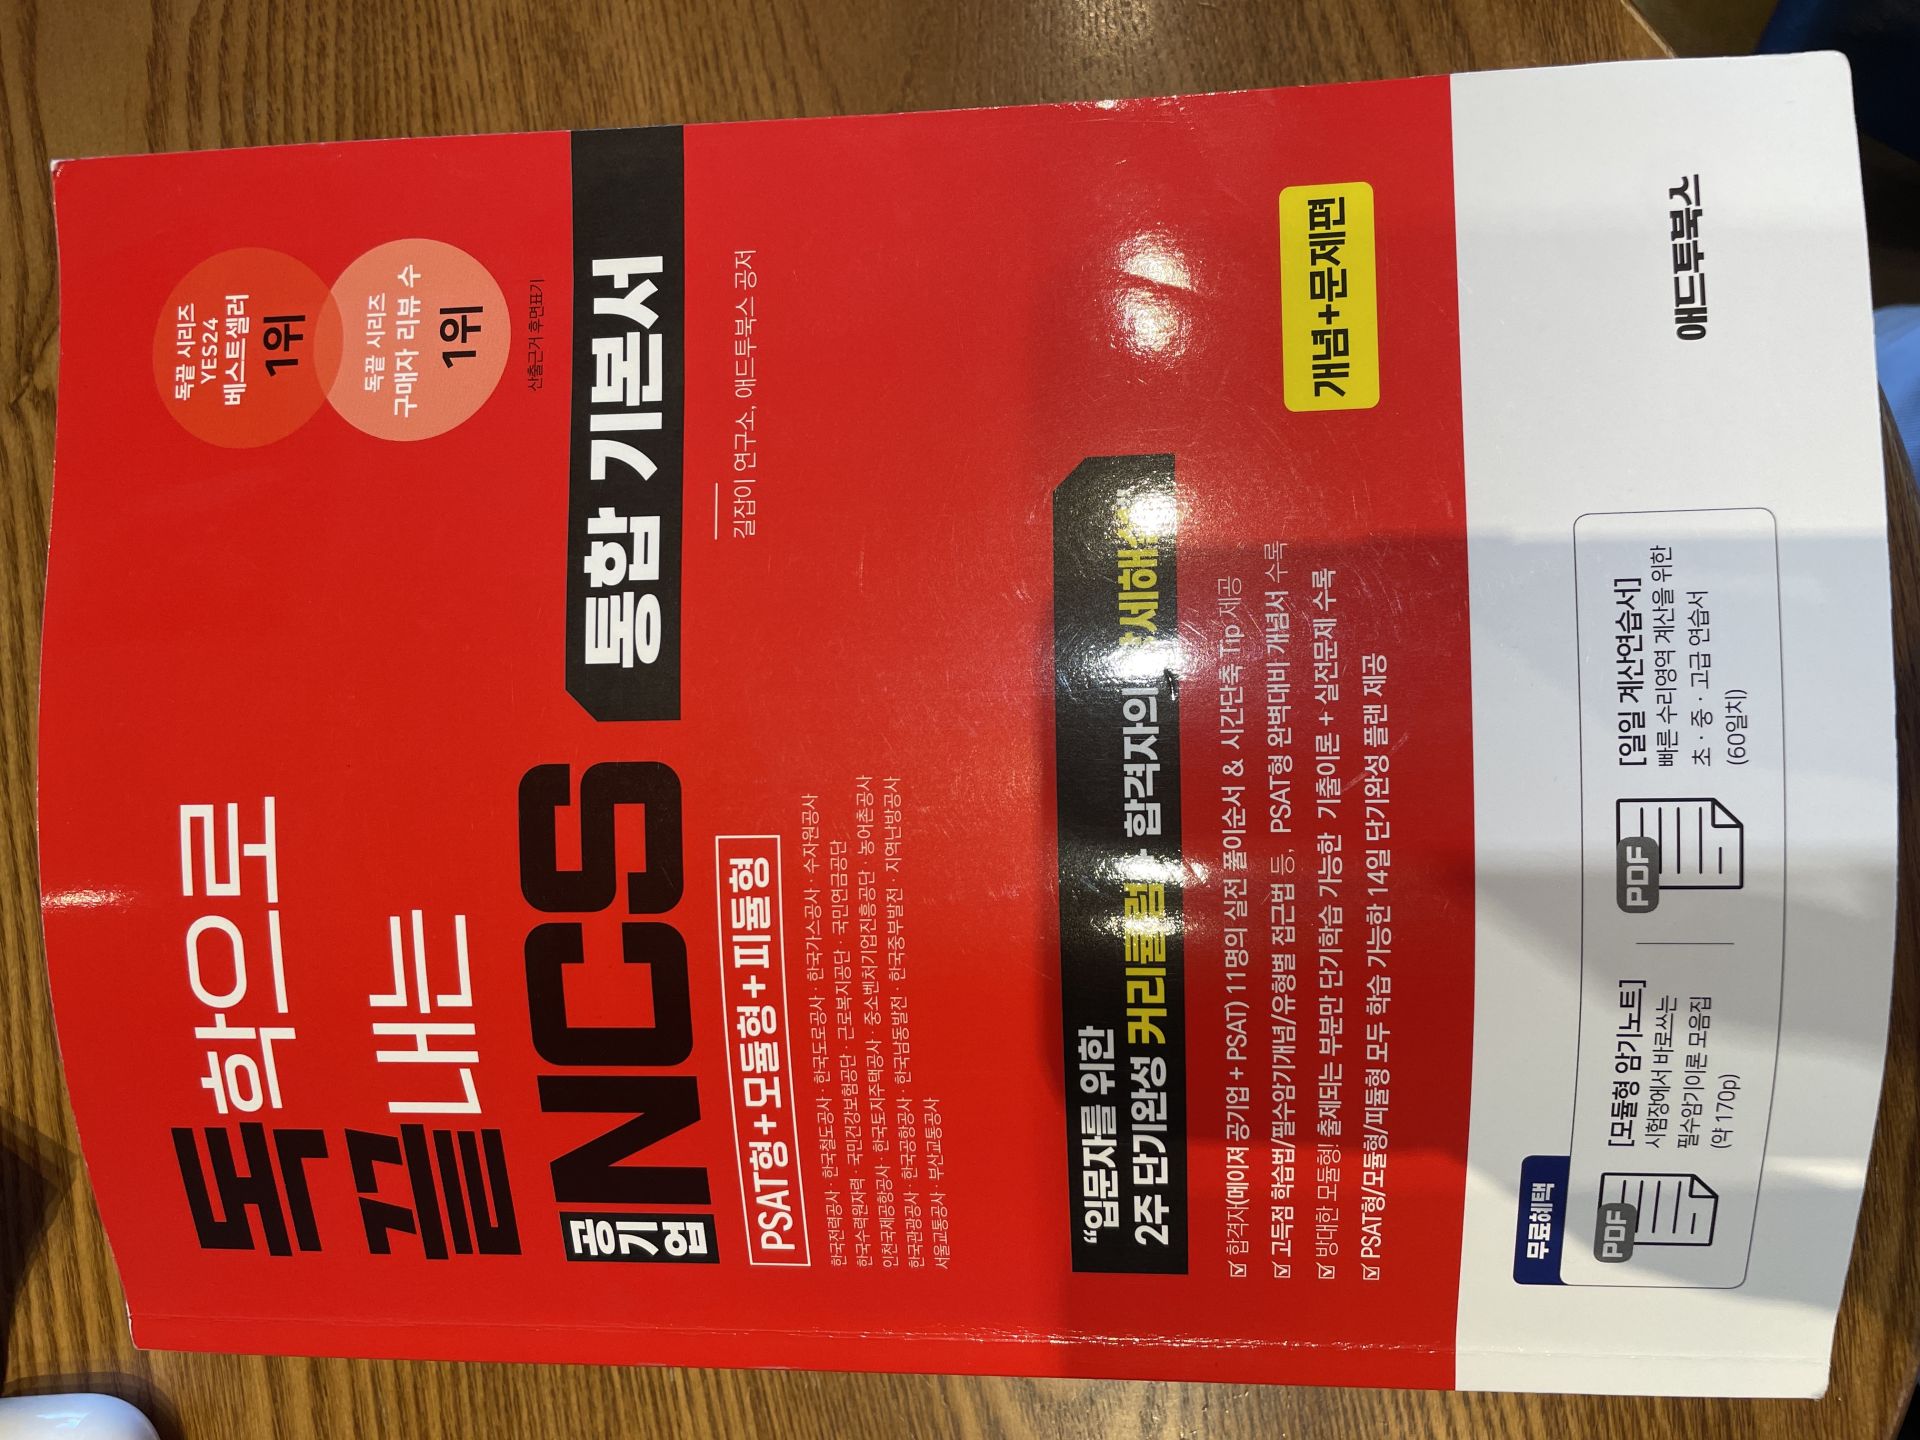 독학으로
끝내는
공기업 NCS 통합 기본서
독끝 시리즈
YES24
베스트셀러
1위
독끝 시리즈
구매자 리뷰 수
1위
산출근거 후면표기
PSAT형+모듈형+피듈형
길잡이 연구소, 애드투북스 공저
한국전력공사 · 한국철도공사 · 한국도로공사 · 한국가스공사 · 수자원공사
한국수력원자력 · 국민건강보험공단 · 근로복지공단 · 국민연금공단
인천국제공항공사 · 한국토지주택공사 · 중소벤처기업진흥공단 · 농어촌공사
한국관광공사 · 한국공항공사 · 한국남동발전 · 한국중부발전 · 지역난방공사
서울교통공사 · 부산교통공사
“입문자를 위한
2주 단기완성 커리큘럼 + 합격자의 상세해설”
합격자(메이저 공기업 + PSAT) 11명의 실전 풀이순서 & 시간단축 Tip 제공
고득점 학습법/필수암기개념/유형별 접근법 등, PSAT형 완벽대비 개념서 수록
방대한 모듈형! 출제되는 부분만 단기학습 가능한 기출이론 + 실전문제 수록
PSAT형/모듈형/피듈형 모두 학습 가능한 14일 단기완성 플랜 제공
개념+문제편
무료혜택
PDF
[모듈형 암기노트]
시험장에서 바로쓰는
필수암기이론 모음집
(약 170p)
PDF
[일일 계산연습서]
빠른 수리영역 계산을 위한
초 · 중 · 고급 연습서
(60일치)
애드투북스